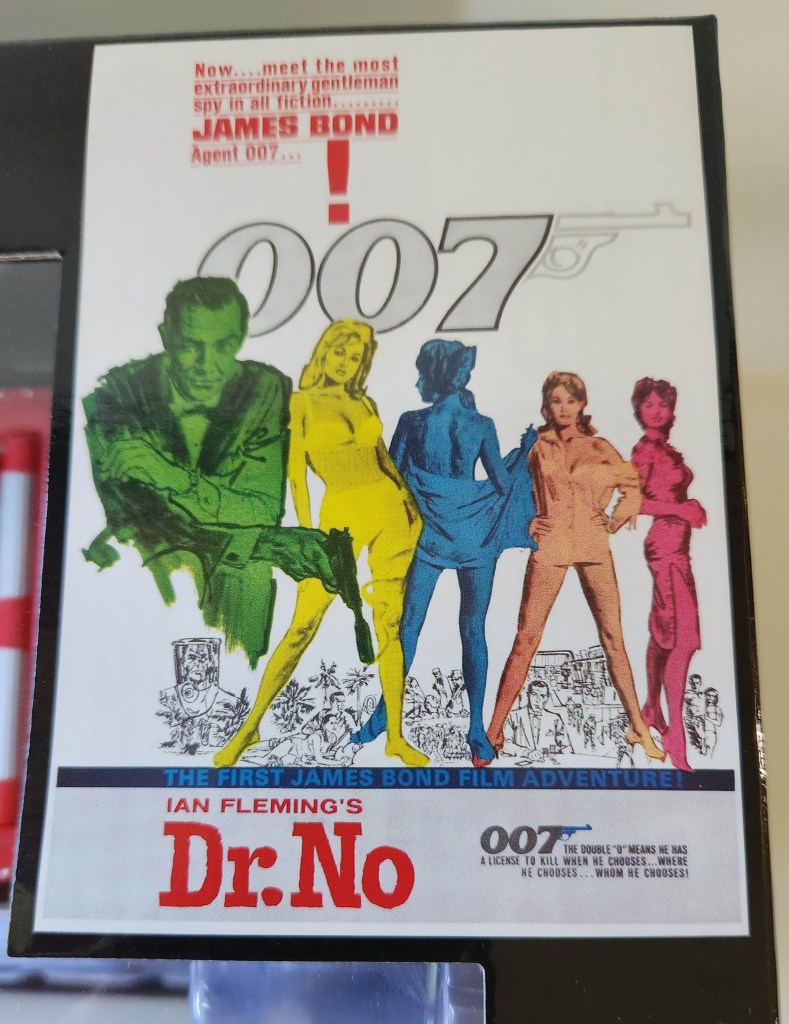 Now....meet the most
extraordinary gentleman
spy in all fiction.........
JAMES BOND
Agent 007...
!
007
THE FIRST JAMES BOND FILM ADVENTURE!
IAN FLEMING'S
Dr.No
007 THE DOUBLE "O" MEANS HE HAS
A LICENSE TO KILL WHEN HE CHOOSES...WHERE
HE CHOOSES...WHOM HE CHOOSES!